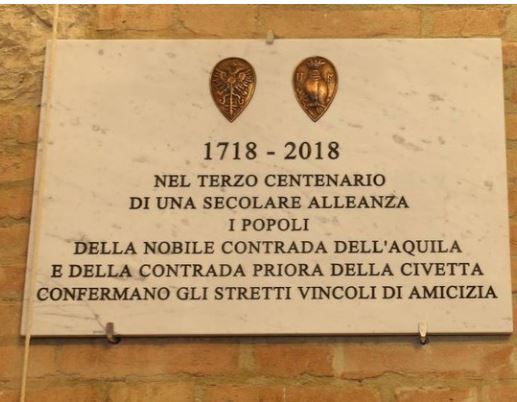 1718 - 2018
NEL TERZO CENTENARIO
DI UNA SECOLARE ALLEANZA
I POPOLI
DELLA NOBILE CONTRADA DELL'AQUILA
E DELLA CONTRADA PRIORA DELLA CIVETTA
CONFERMANO GLI STRETTI VINCOLI DI AMICIZIA